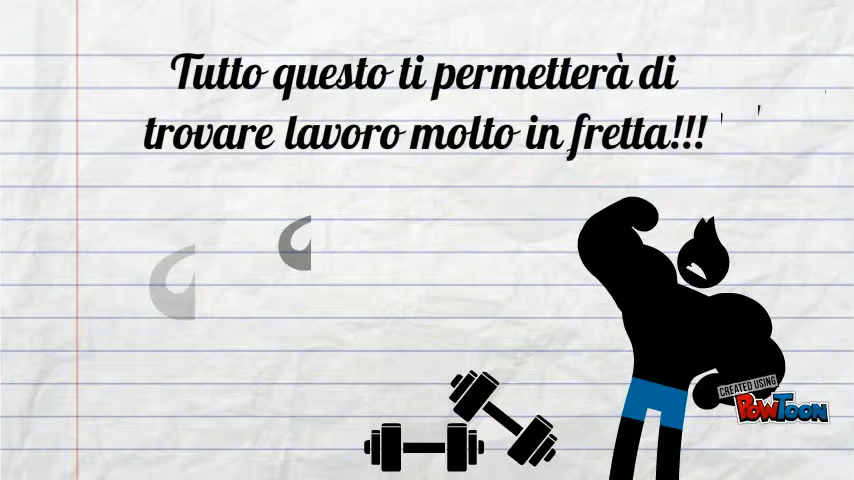 Tutto questo ti permetterà di
trovare lavoro molto in fretta!!!
CREATED USING
POWTOON